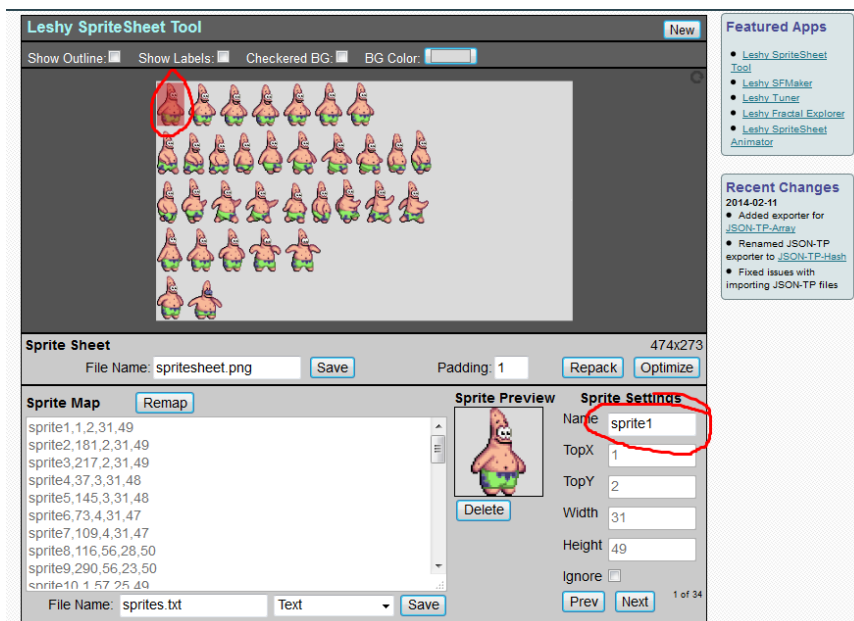 Leshy SpriteSheet Tool
New
Show Outline:
Show Labels:
Checkered BG:
BG Color:
Sprite Sheet
474x273
File Name:
spritesheet.png
Save
Padding:
1
Repack
Optimize
Sprite Map
Remap
sprite1,1,2,31,49
sprite2,181,2,31,49
sprite3,217,2,31,49
sprite4,37,3,31,48
sprite5,145,3,31,48
sprite6,73,4,31,47
sprite7,109,4,31,47
sprite8,116,56,28,50
sprite9,290,56,23,50
sprite10,1,57,25,49
File Name:
sprites.txt
Text
Save
Sprite Preview
Delete
Sprite Settings
Name
sprite1
TopX
1
TopY
2
Width
31
Height
49
Ignore
Prev
Next
1 of 34
Featured Apps
Leshy SpriteSheet
Tool
Leshy SFMaker
Leshy Tuner
Leshy Fractal Explorer
Leshy SpriteSheet
Animator
Recent Changes
2014-02-11
Added exporter for
JSON-TP-Array
Renamed JSON-TP
exporter to JSON-TP-Hash
Fixed issues with
importing JSON-TP files